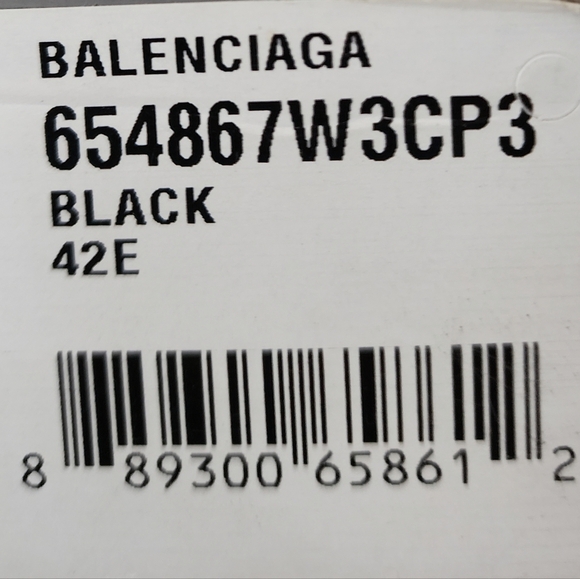 BALENCIAGA
654867W3CP3
BLACK
42E
8 89300 65861 2